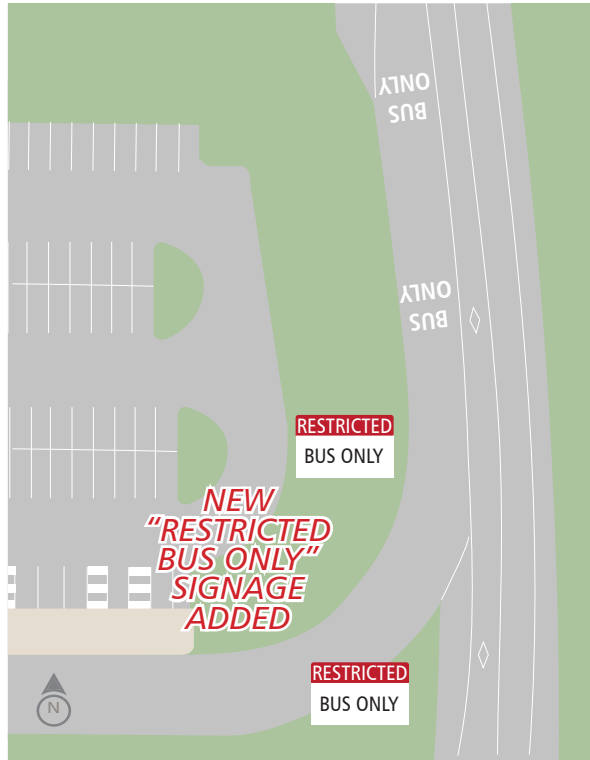 ONLY
BUS
ONLY
BUS
RESTRICTED
BUS ONLY
NEW
“RESTRICTED
BUS ONLY”
SIGNAGE
ADDED
RESTRICTED
BUS ONLY
N